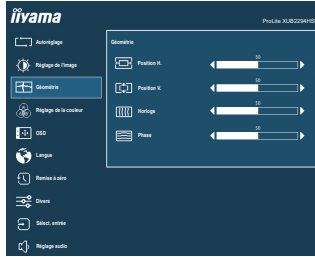 iiyama
ProLite XUB2294HS
Autoréglage
Réglage de l'image
Géométrie
Réglage de la couleur
OSD
Langue
Remise à zéro
Divers
Sélect. entrée
Réglage audio
Géométrie
Position H.
50
Position V.
50
Horloge
50
Phase
50